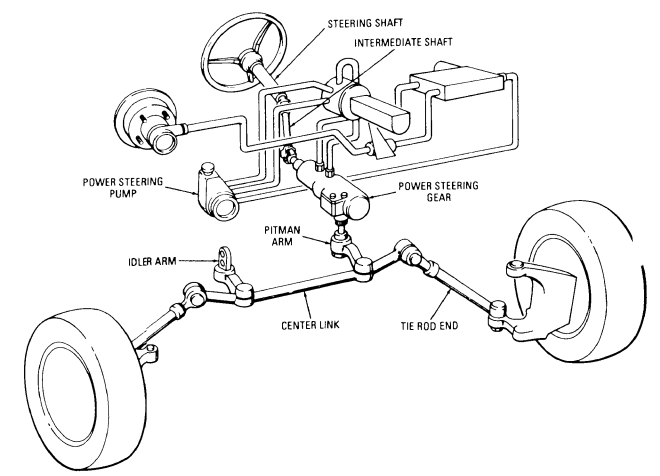 STEERING SHAFT
INTERMEDIATE SHAFT
POWER STEERING
PUMP
POWER STEERING
GEAR
PITMAN
ARM
IDLER ARM
CENTER LINK
TIE ROD END